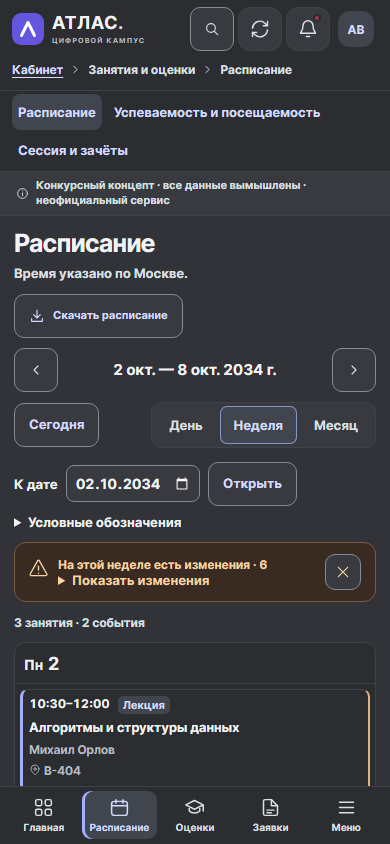 АТЛАС.
ЦИФРОВОЙ КАМПУС
АВ
Кабинет > Занятия и оценки > Расписание
Расписание Успеваемость и посещаемость
Сессия и зачёты
Конкурсный концепт · все данные вымышлены ·
неофициальный сервис
Расписание
Время указано по Москве.
Скачать расписание
2 окт. — 8 окт. 2034 г.
Сегодня День Неделя Месяц
К дате 02.10.2034 Открыть
Условные обозначения
На этой неделе есть изменения · 6
Показать изменения
3 занятия · 2 события
Пн 2
10:30–12:00 Лекция
Алгоритмы и структуры данных
Михаил Орлов
В-404
Главная Расписание Оценки Заявки Меню